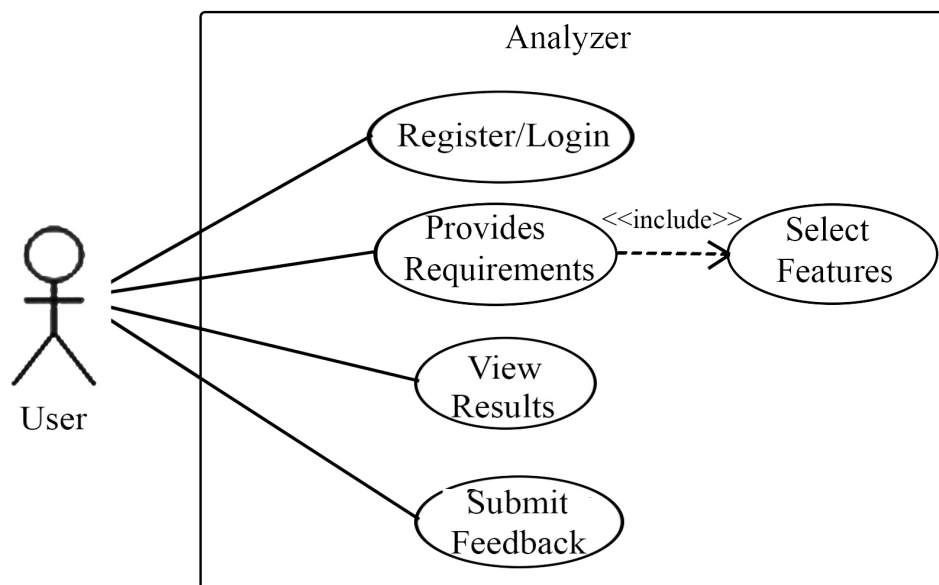 Analyzer
Register/Login
Provides
Requirements
<<include>>
Select
Features
View
Results
Submit
Feedback
User